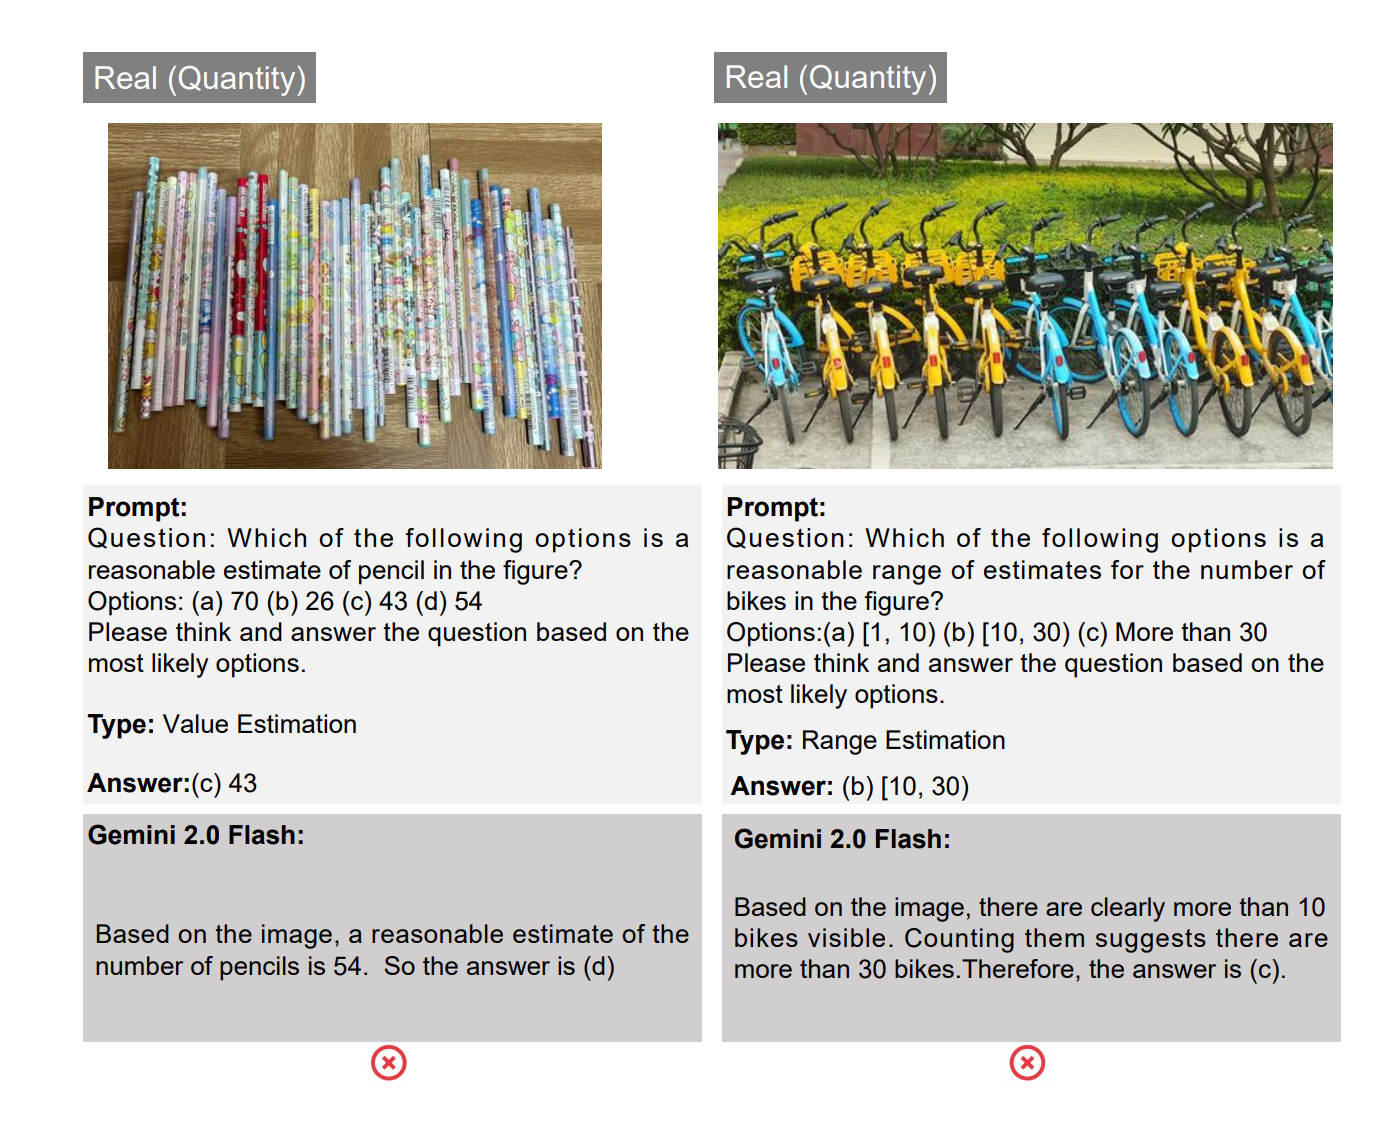 Real (Quantity)
Prompt:
Question: Which of the following options is a
reasonable estimate of pencil in the figure?
Options: (a) 70 (b) 26 (c) 43 (d) 54
Please think and answer the question based on the
most likely options.
Type: Value Estimation
Answer:(c) 43
Gemini 2.0 Flash:
Based on the image, a reasonable estimate of the
number of pencils is 54.  So the answer is (d)
Real (Quantity)
Prompt:
Question: Which of the following options is a
reasonable range of estimates for the number of
bikes in the figure?
Options:(a) [1, 10) (b) [10, 30) (c) More than 30
Please think and answer the question based on the
most likely options.
Type: Range Estimation
Answer: (b) [10, 30)
Gemini 2.0 Flash:
Based on the image, there are clearly more than 10
bikes visible. Counting them suggests there are
more than 30 bikes.Therefore, the answer is (c).